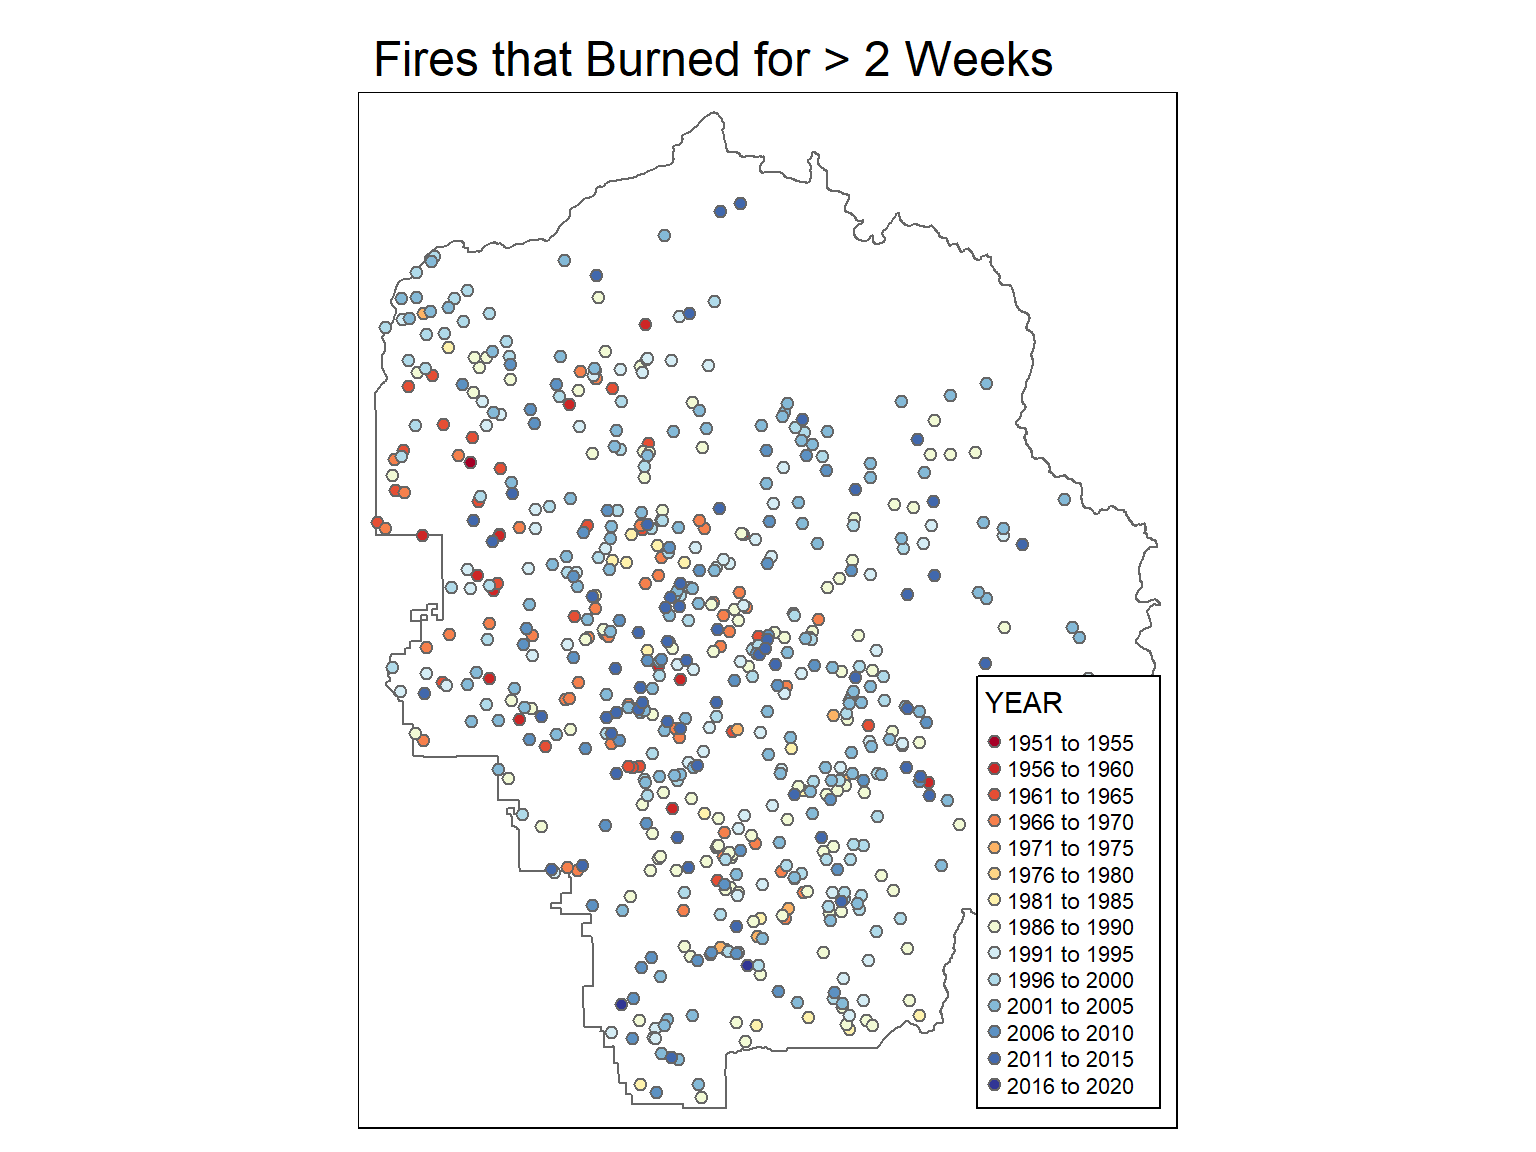 Fires that Burned for > 2 Weeks
YEAR
1951 to 1955
1956 to 1960
1961 to 1965
1966 to 1970
1971 to 1975
1976 to 1980
1981 to 1985
1986 to 1990
1991 to 1995
1996 to 2000
2001 to 2005
2006 to 2010
2011 to 2015
2016 to 2020